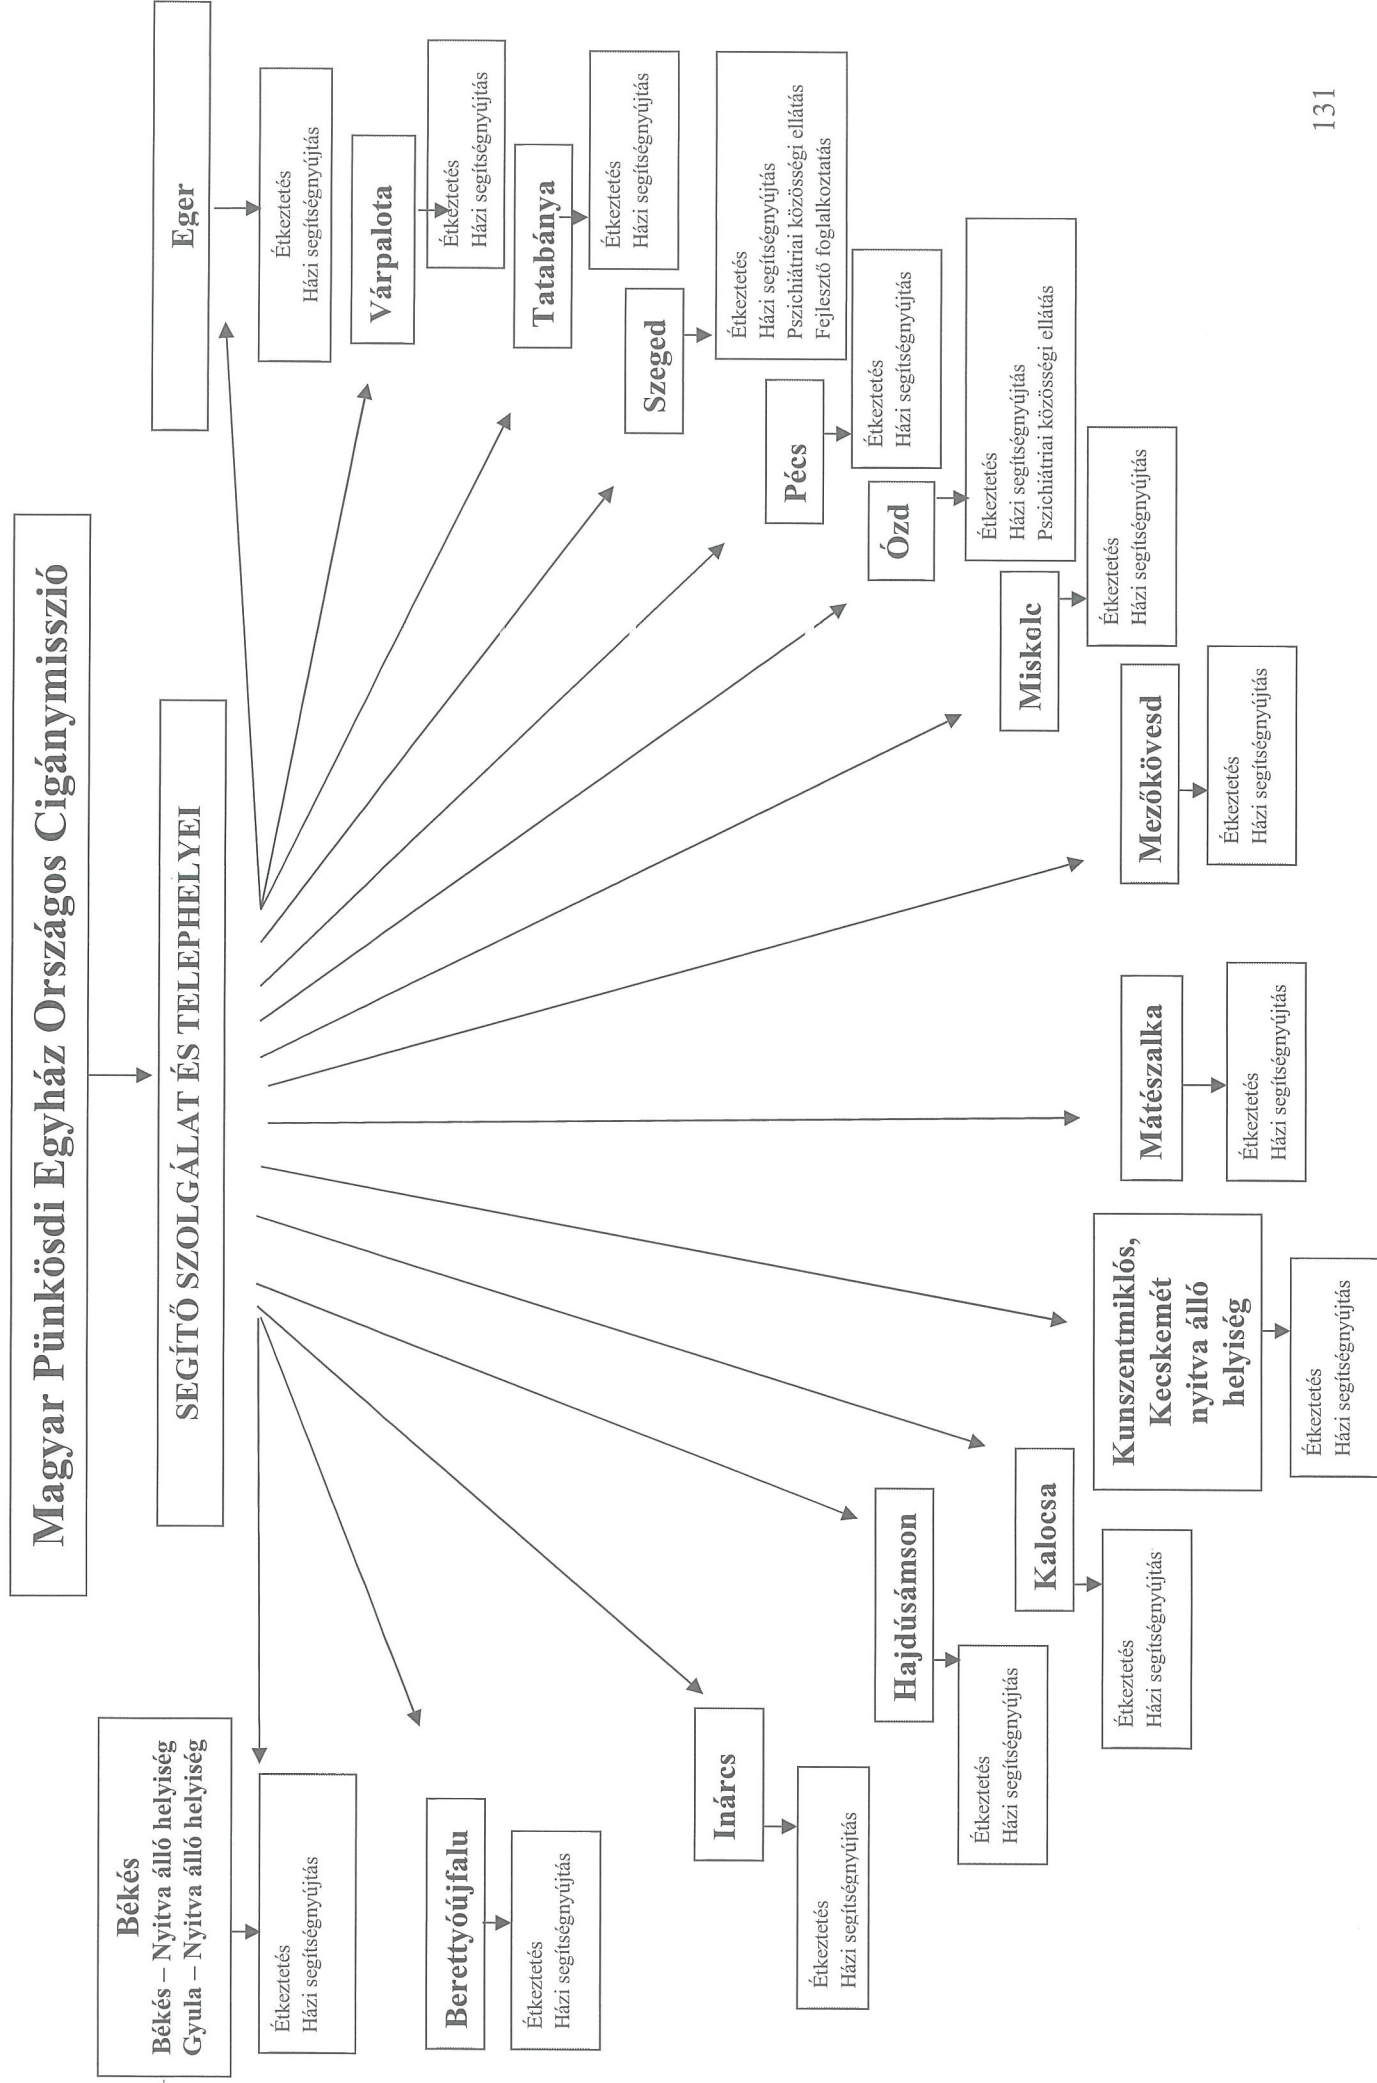 Magyar Pünkösdi Egyház Országos Cigánymisszió
SEGÍTŐ SZOLGÁLAT ÉS TELEPHELYEI
Békés
Békés – Nyitva álló helyiség
Gyula – Nyitva álló helyiség
Étkeztetés
Házi segítségnyújtás
Berettyóújfalu
Étkeztetés
Házi segítségnyújtás
Inárcs
Étkeztetés
Házi segítségnyújtás
Hajdúsámson
Étkeztetés
Házi segítségnyújtás
Kalocsa
Étkeztetés
Házi segítségnyújtás
Kunszentmiklós,
Kecskemét
nyitva álló
helyiség
Étkeztetés
Házi segítségnyújtás
Mátészalka
Étkeztetés
Házi segítségnyújtás
Mezőkövesd
Étkeztetés
Házi segítségnyújtás
Miskolc
Étkeztetés
Házi segítségnyújtás
Ózd
Étkeztetés
Házi segítségnyújtás
Pszichiátriai közösségi ellátás
Pécs
Étkeztetés
Házi segítségnyújtás
Szeged
Étkeztetés
Házi segítségnyújtás
Pszichiátriai közösségi ellátás
Fejlesztő foglalkoztatás
Tatabánya
Étkeztetés
Házi segítségnyújtás
Várpalota
Étkeztetés
Házi segítségnyújtás
Eger
Étkeztetés
Házi segítségnyújtás
131